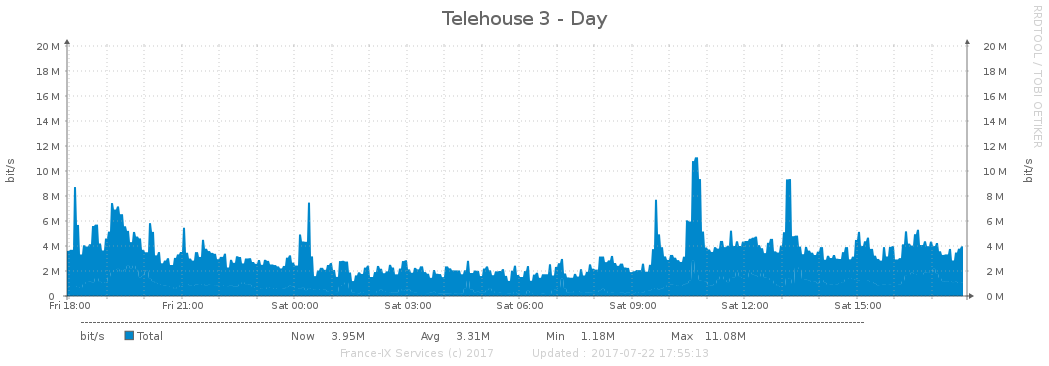 Telehouse 3 - Day
RRDTOOL / TOBI OETIKER
20 M 20 M
18 M 18 M
16 M 16 M
14 M 14 M
12 M 12 M
10 M 10 M
8 M 8 M
6 M 6 M
4 M 4 M
2 M 2 M
0 0 M
bit/s bit/s
Fri 18:00 Fri 21:00 Sat 00:00 Sat 03:00 Sat 06:00 Sat 09:00 Sat 12:00 Sat 15:00
bit/s Total Now 3.95M Avg 3.31M Min 1.18M Max 11.08M
France-IX Services (c) 2017 Updated : 2017-07-22 17:55:13